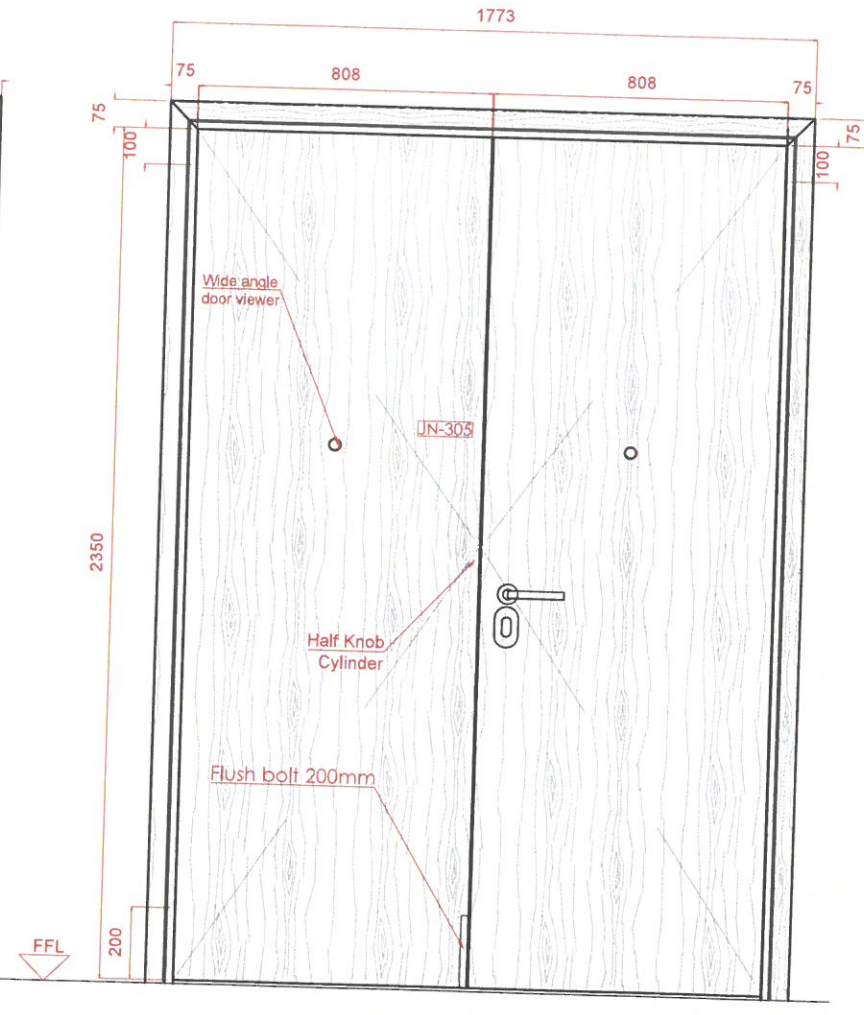 1773
75
808
808
75
75
75
100
100
Wide angle
door viewer
JN-305
2350
Half Knob
Cylinder
Flush bolt 200mm
200
FFL